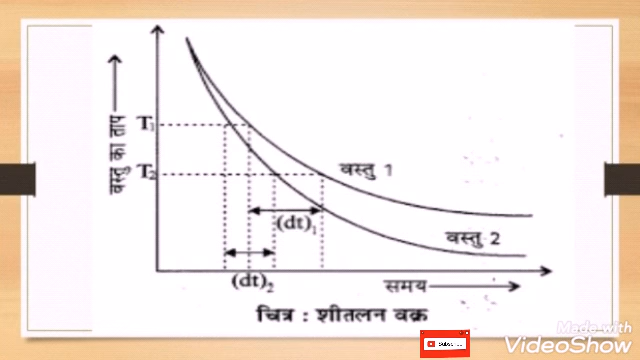 वस्तु का ताप
T₁
T₂
वस्तु 1
(dt)₁
वस्तु 2
(dt)₂
समय
चित्र : शीतलन वक्र
Made with
VideoShow